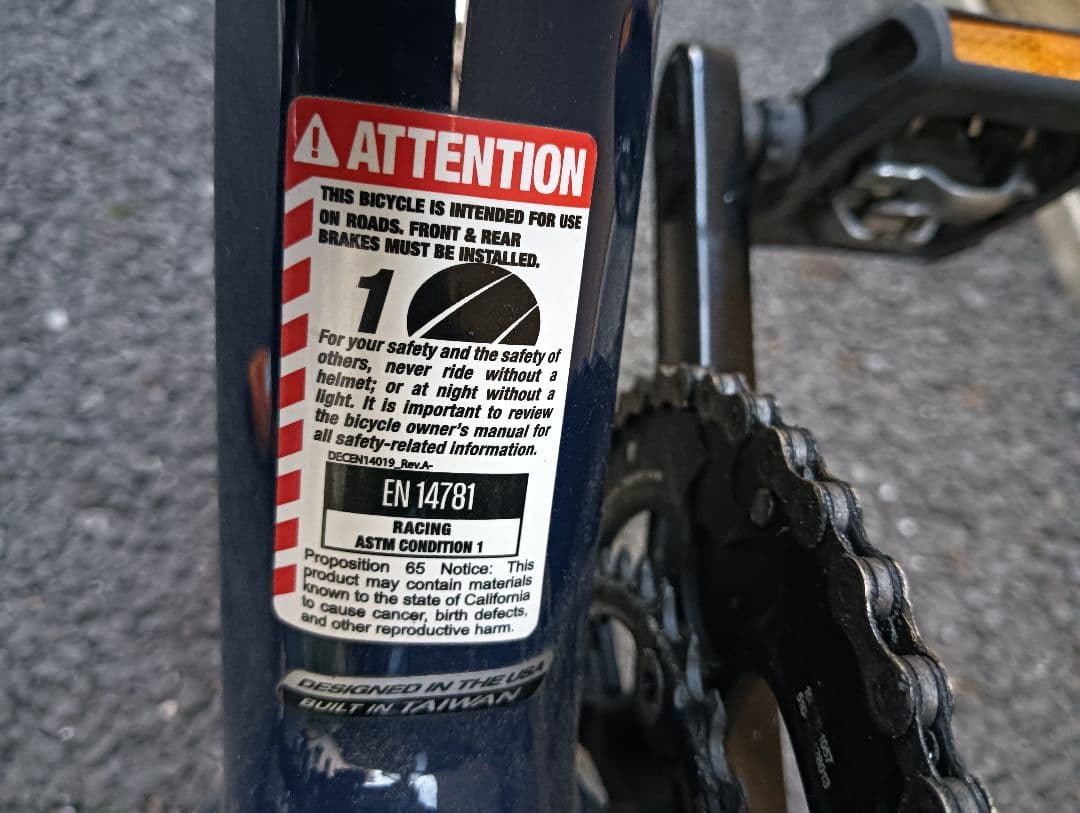 ATTENTION
THIS BICYCLE IS INTENDED FOR USE
ON ROADS. FRONT & REAR
BRAKES MUST BE INSTALLED.
1
For your safety and the safety of
others, never ride without a
helmet; or at night without a
light. It is important to review
the bicycle owner's manual for
all safety-related information.
DECEN14019_Rev.A-
EN 14781
RACING
ASTM CONDITION 1
Proposition 65 Notice: This
product may contain materials
known to the state of California
to cause cancer, birth defects,
and other reproductive harm.
DESIGNED IN THE USA
BUILT IN TAIWAN